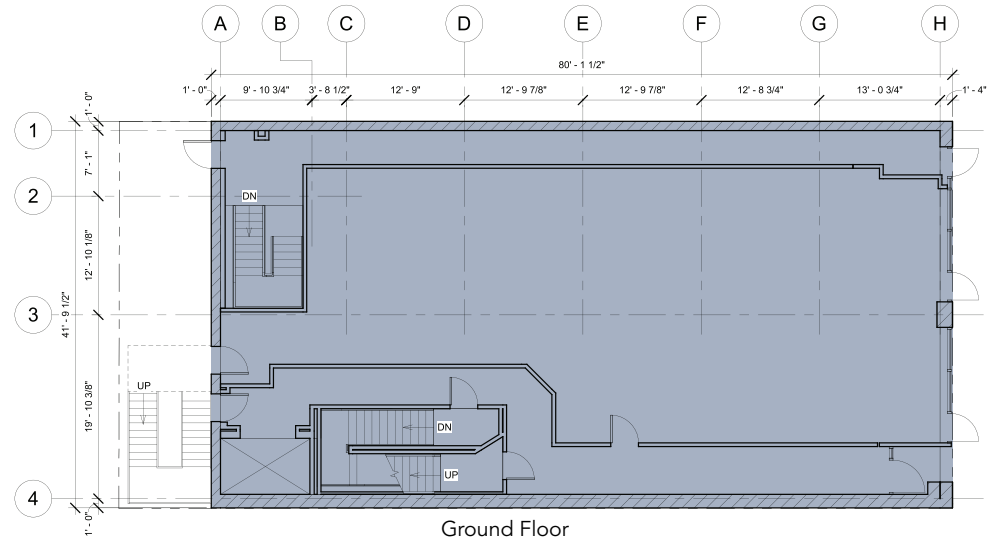 A B C D E F G H
80' - 1 1/2"
1' - 0" 9' - 10 3/4" 3' - 8 1/2" 12' - 9" 12' - 9 7/8" 12' - 9 7/8" 12' - 8 3/4" 13' - 0 3/4" 1' - 4"
1' - 0"
1
7' - 1"
2
DN
12' - 10 1/8"
3
41' - 9 1/2"
UP
19' - 10 3/8"
DN
UP
4
1' - 0"
Ground Floor